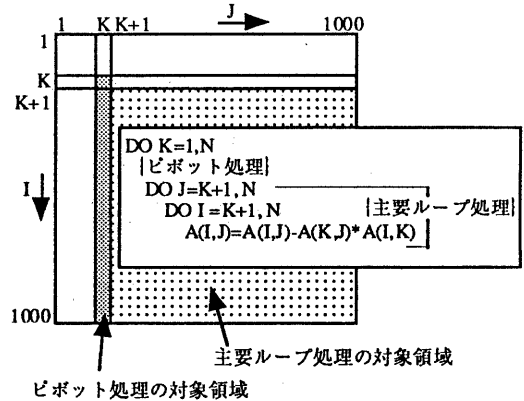 J
1 K K+1 1000
1
K
K+1
I
1000
DO K=1,N
{ピボット処理}
DO J=K+1, N
DO I=K+1, N
{主要ループ処理}
A(I,J)=A(I,J)-A(K,J)*A(I,K)
主要ループ処理の対象領域
ピボット処理の対象領域